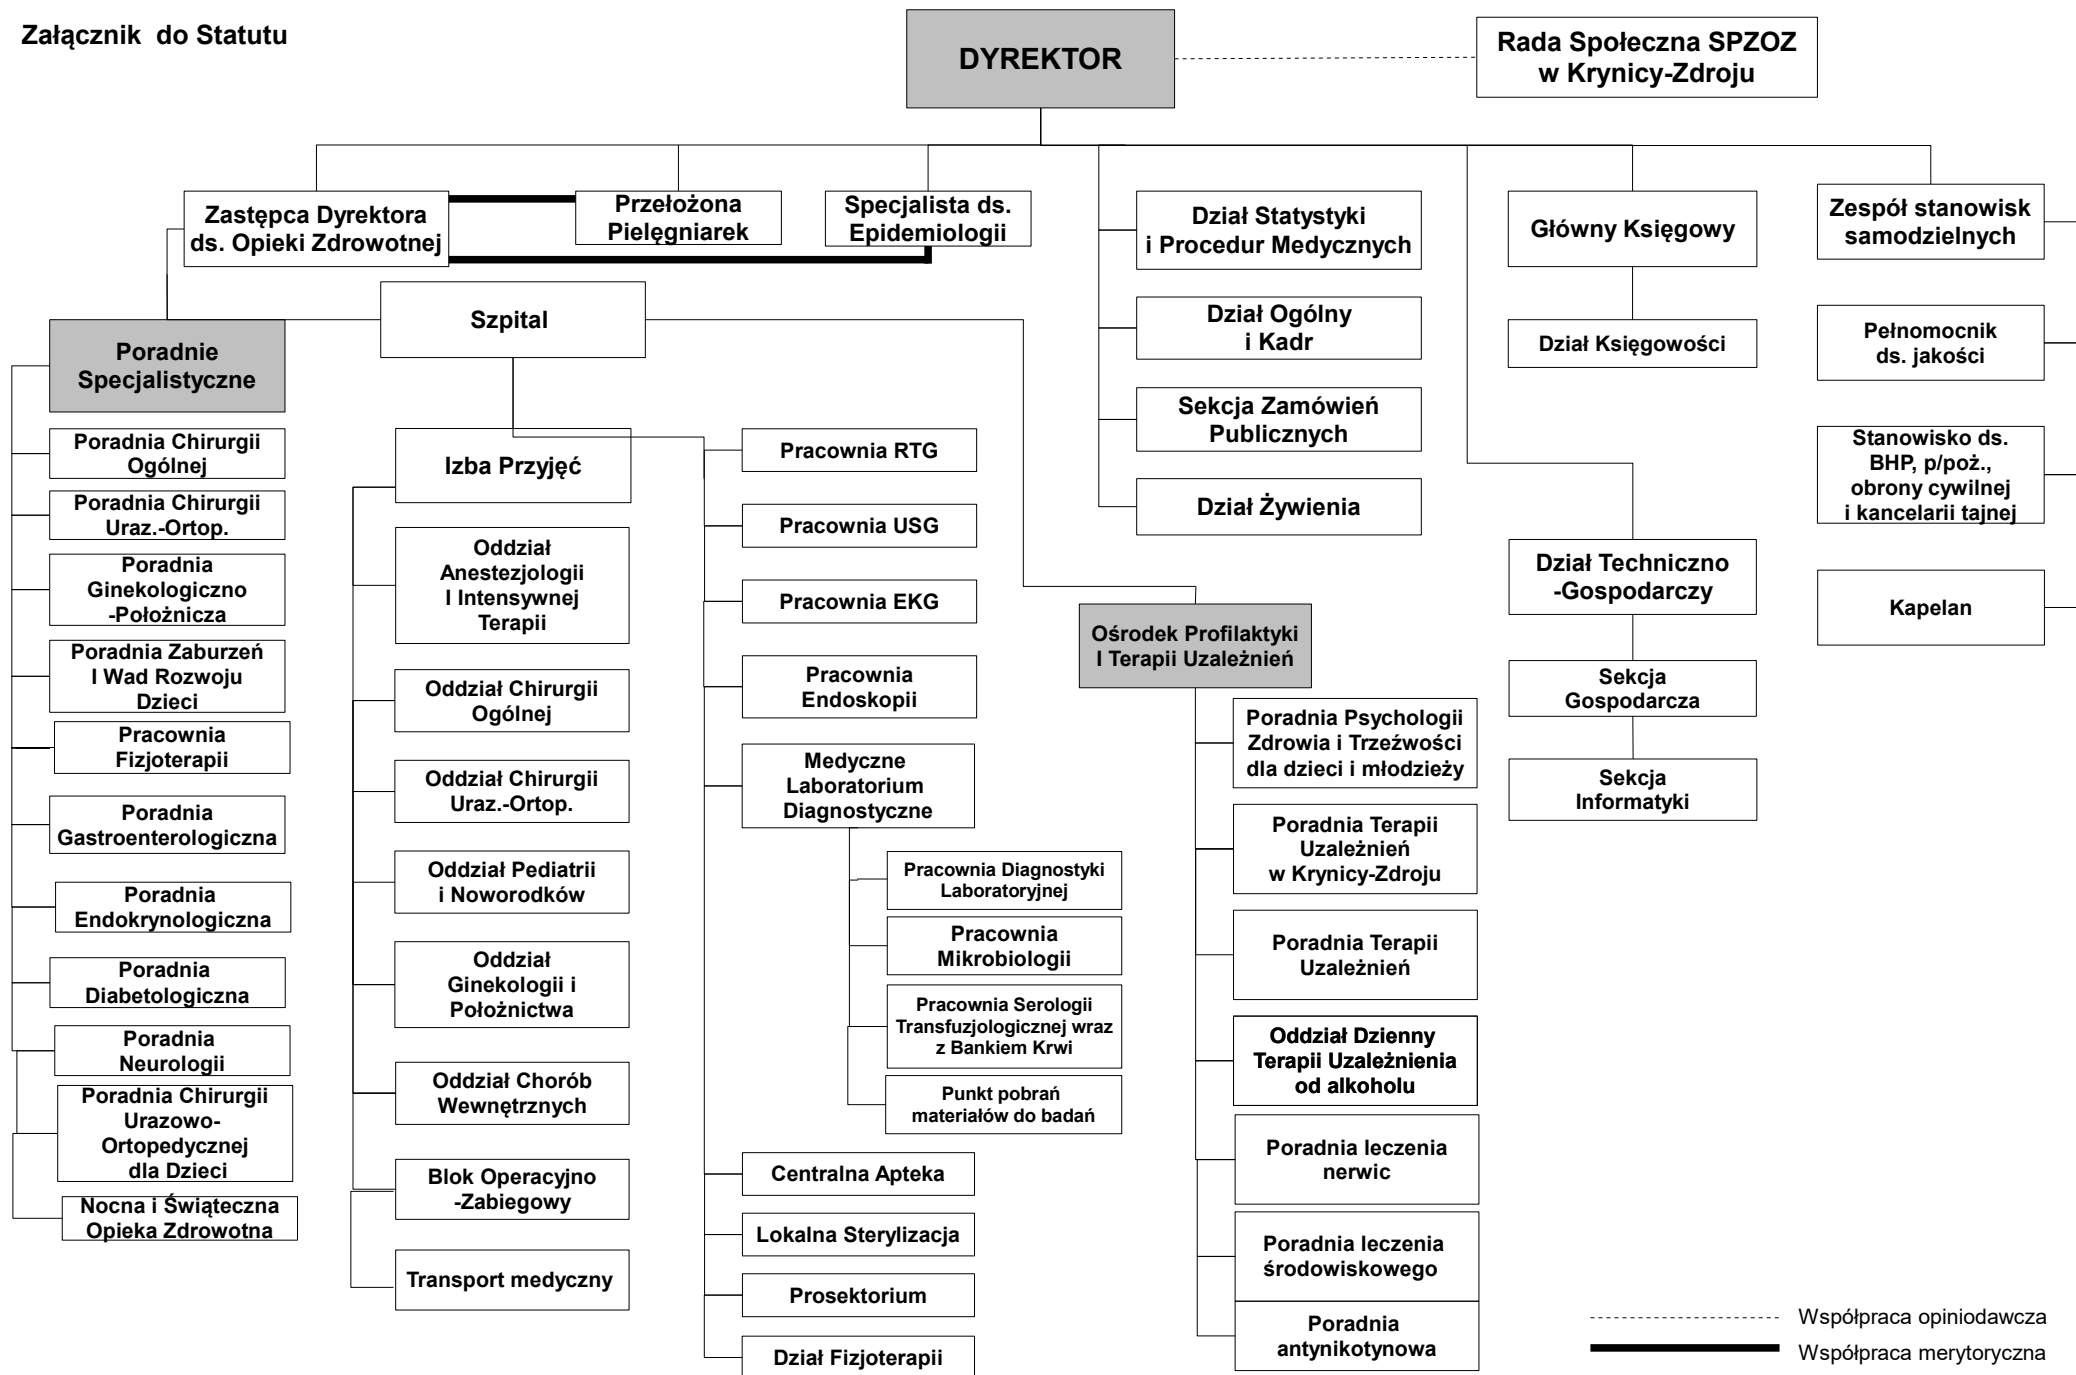 Załącznik  do Statutu
DYREKTOR
Rada Społeczna SPZOZ
w Krynicy-Zdroju
Zastępca Dyrektora
ds. Opieki Zdrowotnej
Przełożona
Pielęgniarek
Specjalista ds.
Epidemiologii
Dział Statystyki
i Procedur Medycznych
Główny Księgowy
Zespół stanowisk
samodzielnych
Szpital
Dział Ogólny
i Kadr
Dział Księgowości
Pełnomocnik
ds. jakości
Sekcja Zamówień
Publicznych
Stanowisko ds.
BHP, p/poż.,
obrony cywilnej
i kancelarii tajnej
Dział Żywienia
Dział Techniczno
-Gospodarczy
Kapelan
Sekcja
Gospodarcza
Sekcja
Informatyki
Poradnie
Specjalistyczne
Poradnia Chirurgii
Ogólnej
Poradnia Chirurgii
Uraz.-Ortop.
Poradnia
Ginekologiczno
-Położnicza
Poradnia Zaburzeń
I Wad Rozwoju
Dzieci
Pracownia
Fizjoterapii
Poradnia
Gastroenterologiczna
Poradnia
Endokrynologiczna
Poradnia
Diabetologiczna
Poradnia
Neurologii
Poradnia Chirurgii
Urazowo-
Ortopedycznej
dla Dzieci
Nocna i Świąteczna
Opieka Zdrowotna
Izba Przyjęć
Oddział
Anestezjologii
I Intensywnej
Terapii
Oddział Chirurgii
Ogólnej
Oddział Chirurgii
Uraz.-Ortop.
Oddział Pediatrii
i Noworodków
Oddział
Ginekologii i
Położnictwa
Oddział Chorób
Wewnętrznych
Blok Operacyjno
-Zabiegowy
Transport medyczny
Pracownia RTG
Pracownia USG
Pracownia EKG
Pracownia
Endoskopii
Medyczne
Laboratorium
Diagnostyczne
Pracownia Diagnostyki
Laboratoryjnej
Pracownia
Mikrobiologii
Pracownia Serologii
Transfuzjologicznej wraz
z Bankiem Krwi
Punkt pobrań
materiałów do badań
Centralna Apteka
Lokalna Sterylizacja
Prosektorium
Dział Fizjoterapii
Ośrodek Profilaktyki
I Terapii Uzależnień
Poradnia Psychologii
Zdrowia i Trzeźwości
dla dzieci i młodzieży
Poradnia Terapii
Uzależnień
w Krynicy-Zdroju
Poradnia Terapii
Uzależnień
Oddział Dzienny
Terapii Uzależnienia
od alkoholu
Poradnia leczenia
nerwic
Poradnia leczenia
środowiskowego
Poradnia
antynikotynowa
Współpraca opiniodawcza
Współpraca merytoryczna